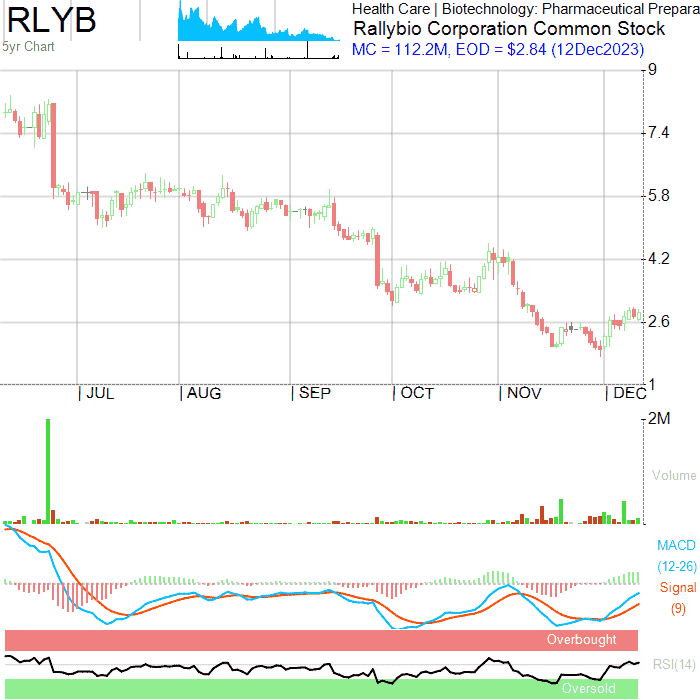 RLYB
5yr Chart
Health Care | Biotechnology: Pharmaceutical Prepara
Rallybio Corporation Common Stock
MC = 112.2M, EOD = $2.84 (12Dec2023)
9
7.4
5.8
4.2
2.6
1
JUL
AUG
SEP
OCT
NOV
DEC
2M
Volume
MACD
(12-26)
Signal
(9)
Overbought
RSI(14)
Oversold